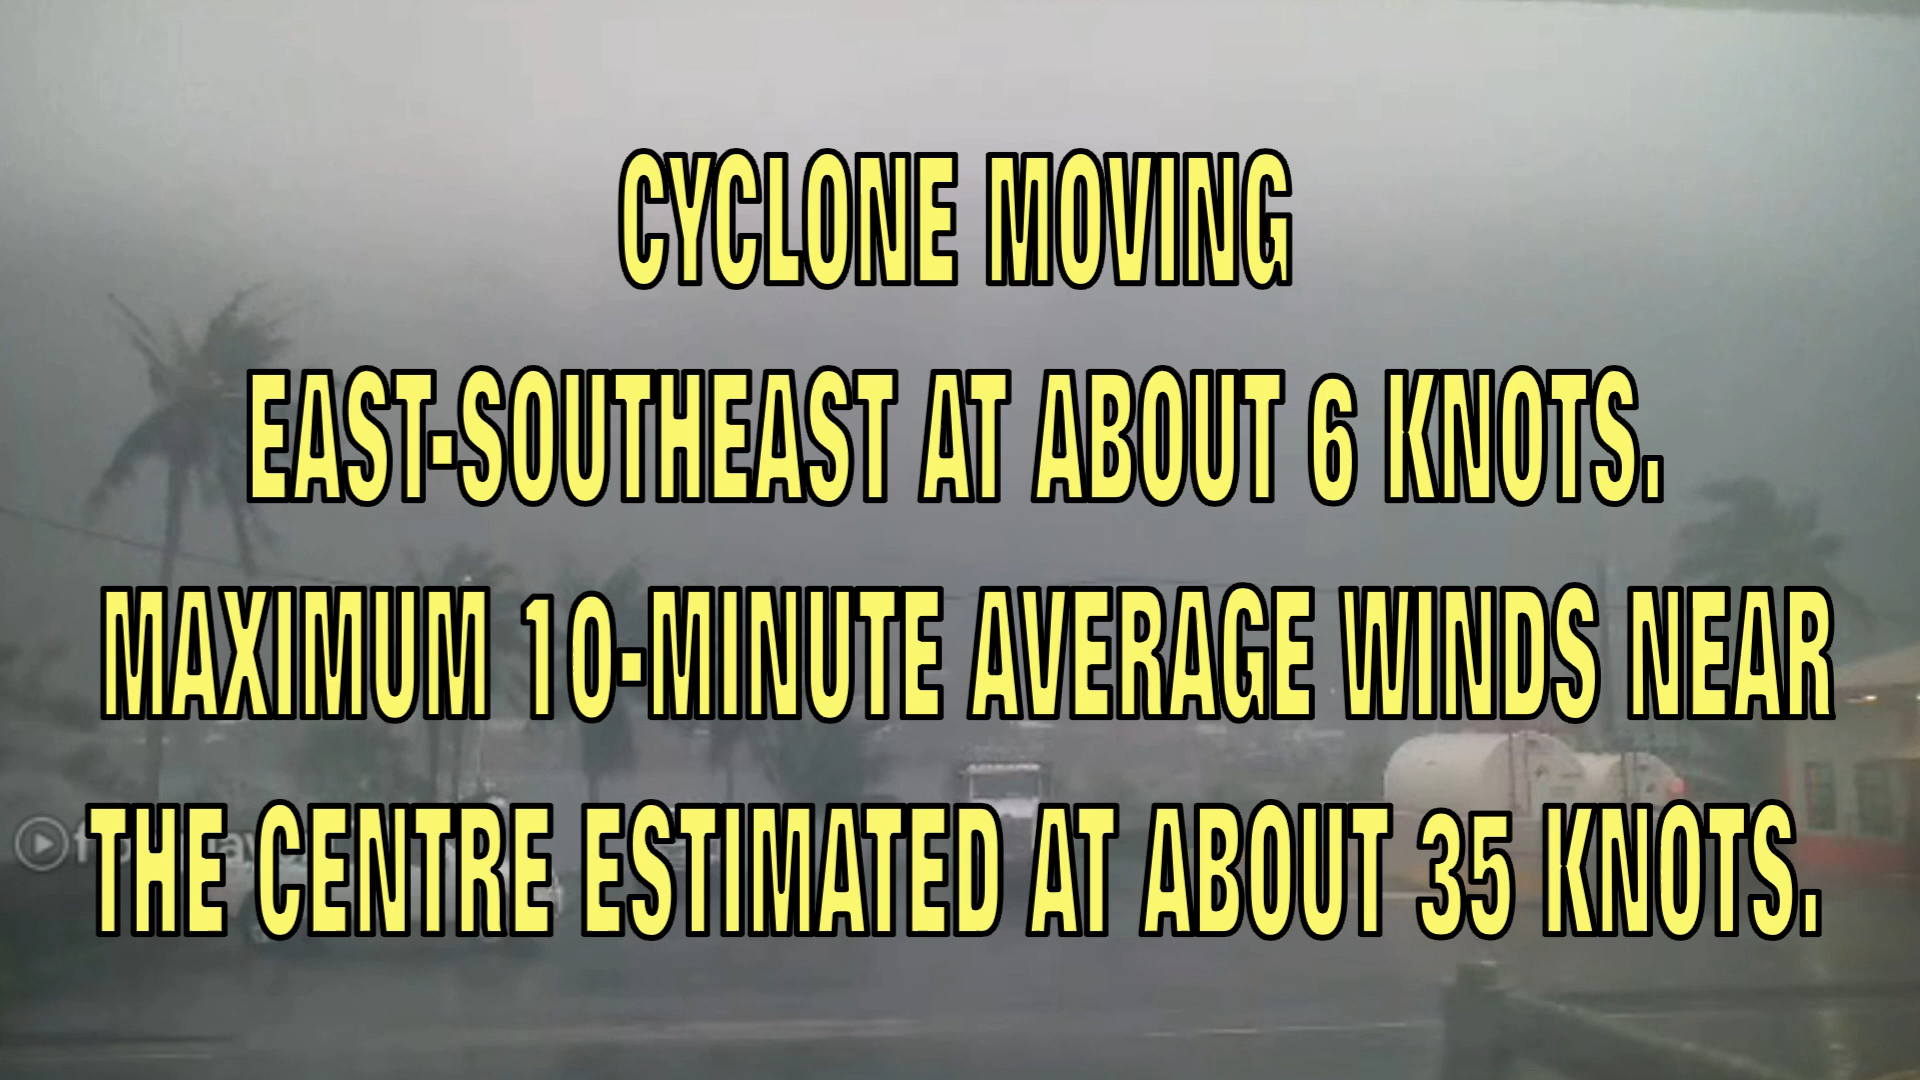 CYCLONE MOVING
EAST-SOUTHEAST AT ABOUT 6 KNOTS.
MAXIMUM 10-MINUTE AVERAGE WINDS NEAR
THE CENTRE ESTIMATED AT ABOUT 35 KNOTS.